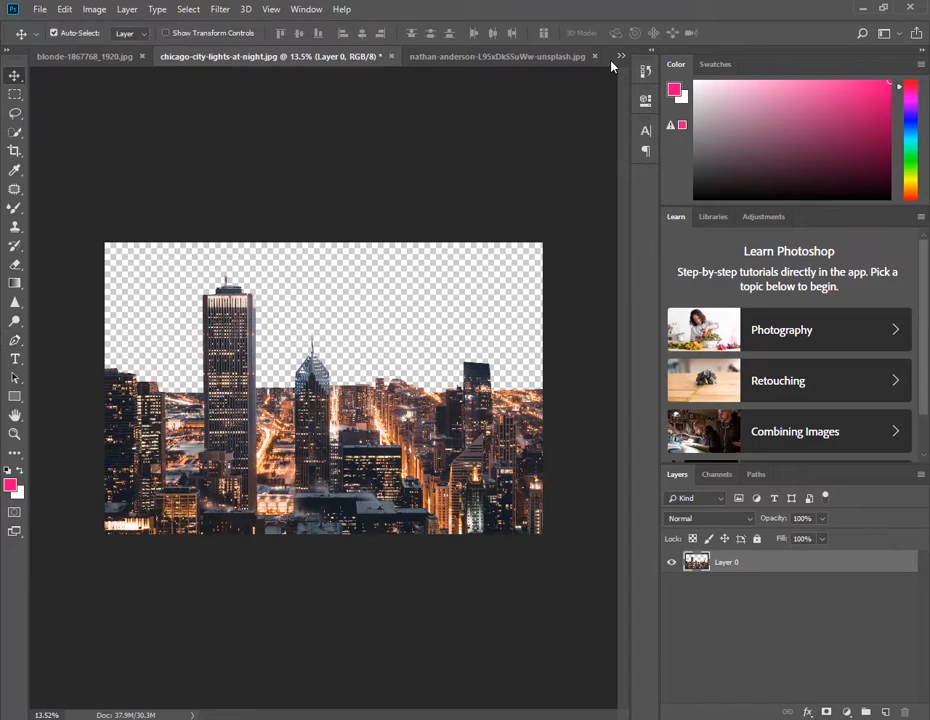 Ps File Edit Image Layer Type Select Filter 3D View Window Help
Auto-Select: Layer Show Transform Controls 3D Mode:
blonde-1867768_1920.jpg × chicago-city-lights-at-night.jpg @ 13.5% (Layer 0, RGB/8) * × nathan-anderson-L95xDkSSuWw-unsplash.jpg × >>
Color Swatches
Learn Libraries Adjustments
Learn Photoshop
Step-by-step tutorials directly in the app. Pick a
topic below to begin.
Photography
Retouching
Combining Images
Layers Channels Paths
Kind
Normal Opacity: 100%
Lock: Fill: 100%
Layer 0
13.52% Doc: 37.9M/30.3M